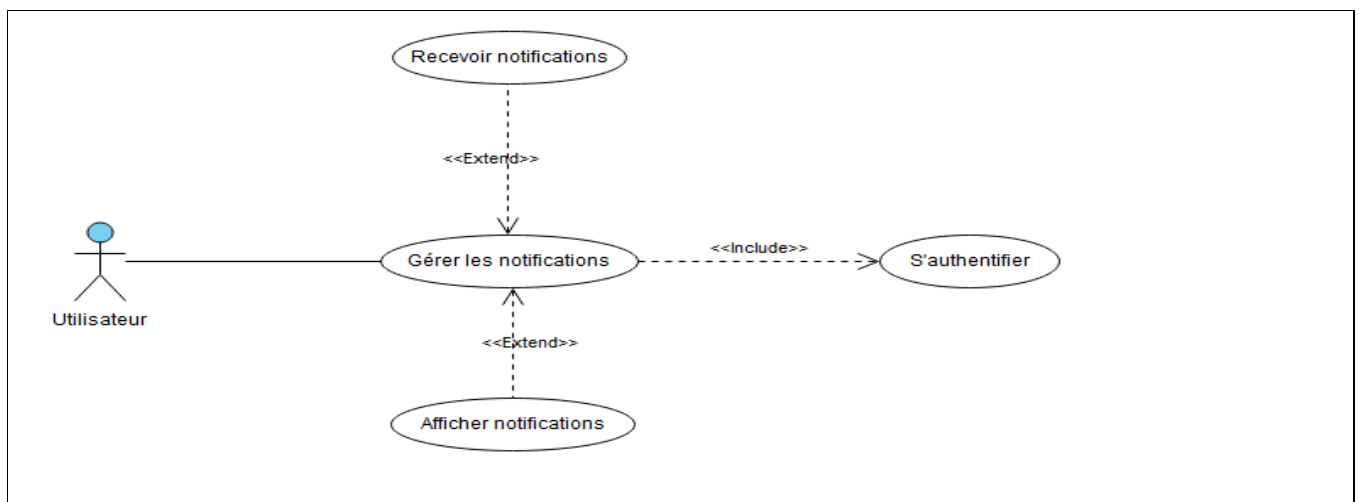 Recevoir notifications
<<Extend>>
Gérer les notifications
<<Include>>
S'authentifier
Utilisateur
<<Extend>>
Afficher notifications